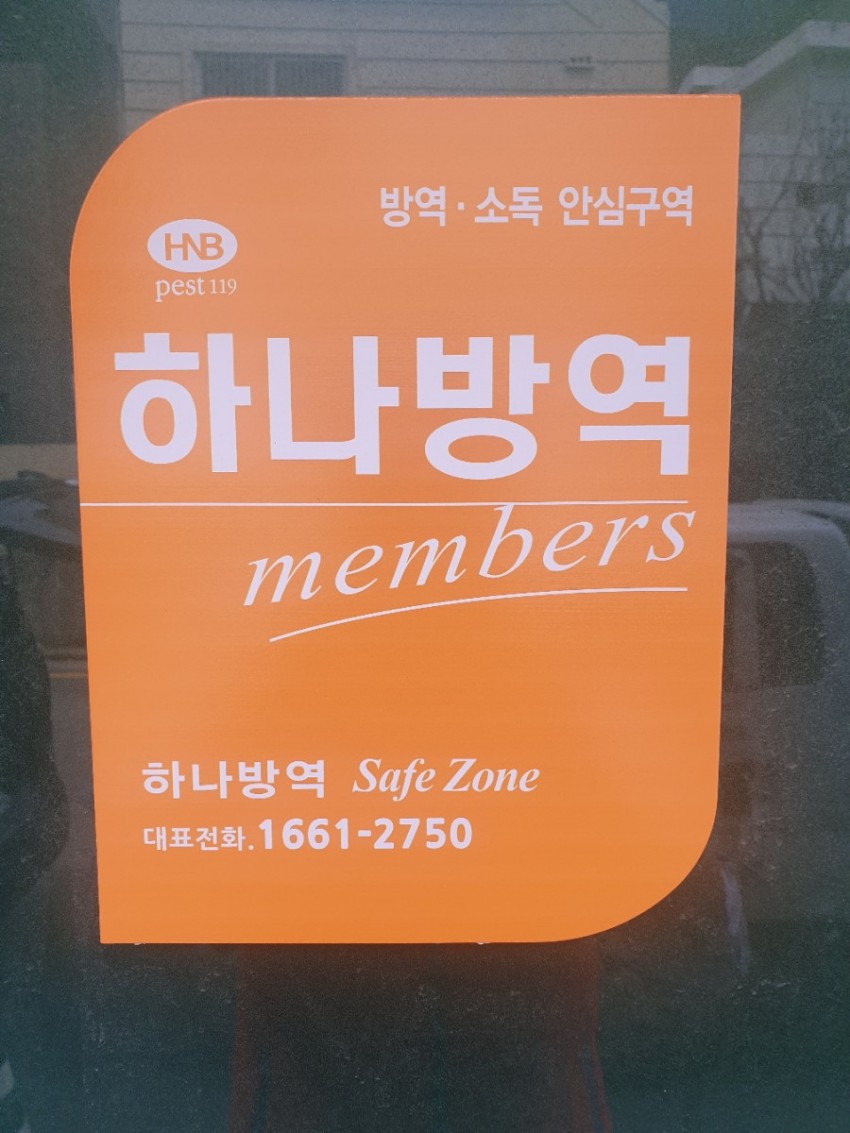 방역·소독 안심구역
HNB
pest 119
하나방역
members
하나방역 Safe Zone
대표전화.1661-2750